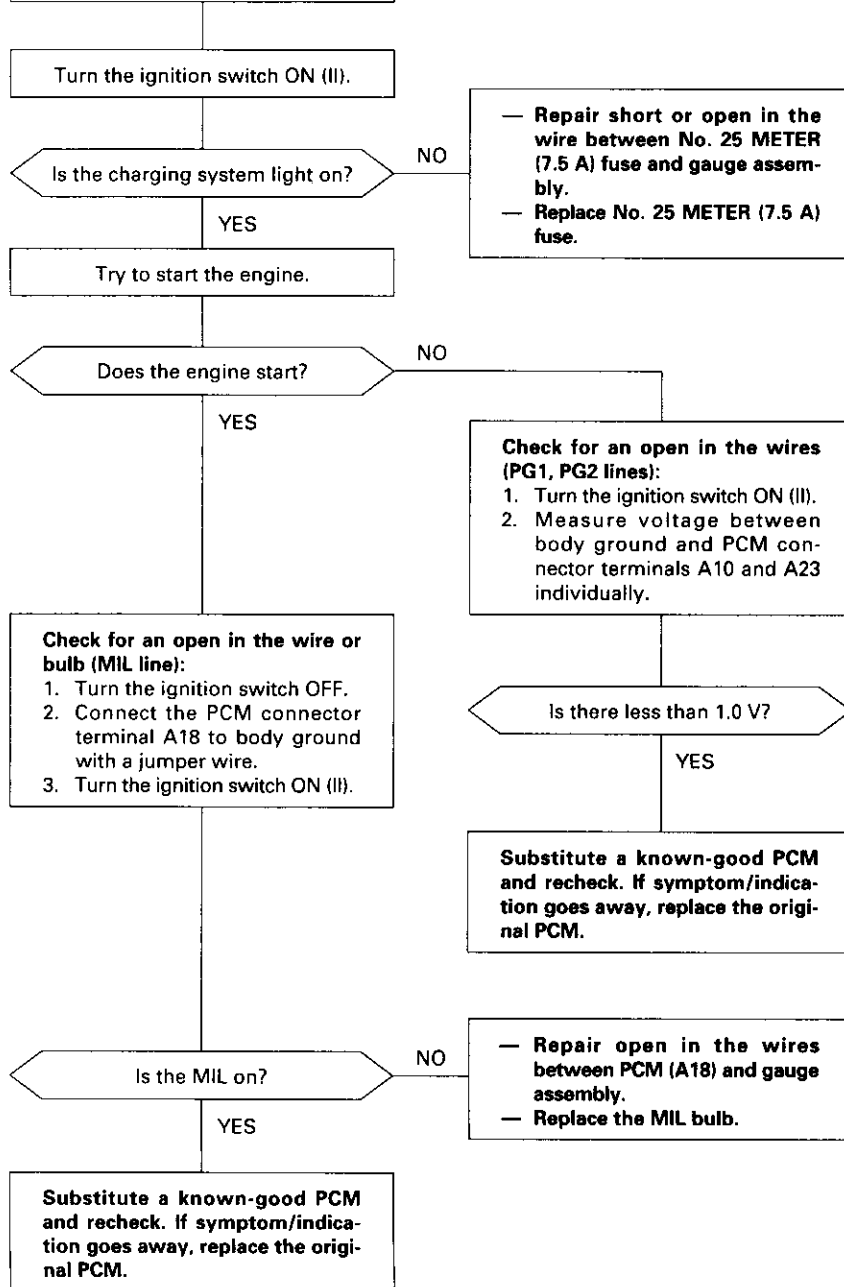 Turn the ignition switch ON (II).
Is the charging system light on?
NO
— Repair short or open in the
wire between No. 25 METER
(7.5 A) fuse and gauge assem-
bly.
— Replace No. 25 METER (7.5 A)
fuse.
YES
Try to start the engine.
Does the engine start?
NO
YES
Check for an open in the wires
(PG1, PG2 lines):
1. Turn the ignition switch ON (II).
2. Measure voltage between
body ground and PCM con-
nector terminals A10 and A23
individually.
Check for an open in the wire or
bulb (MIL line):
1. Turn the ignition switch OFF.
2. Connect the PCM connector
terminal A18 to body ground
with a jumper wire.
3. Turn the ignition switch ON (II).
Is there less than 1.0 V?
YES
Substitute a known-good PCM
and recheck. If symptom/indica-
tion goes away, replace the origi-
nal PCM.
Is the MIL on?
NO
— Repair open in the wires
between PCM (A18) and gauge
assembly.
— Replace the MIL bulb.
YES
Substitute a known-good PCM
and recheck. If symptom/indica-
tion goes away, replace the origi-
nal PCM.